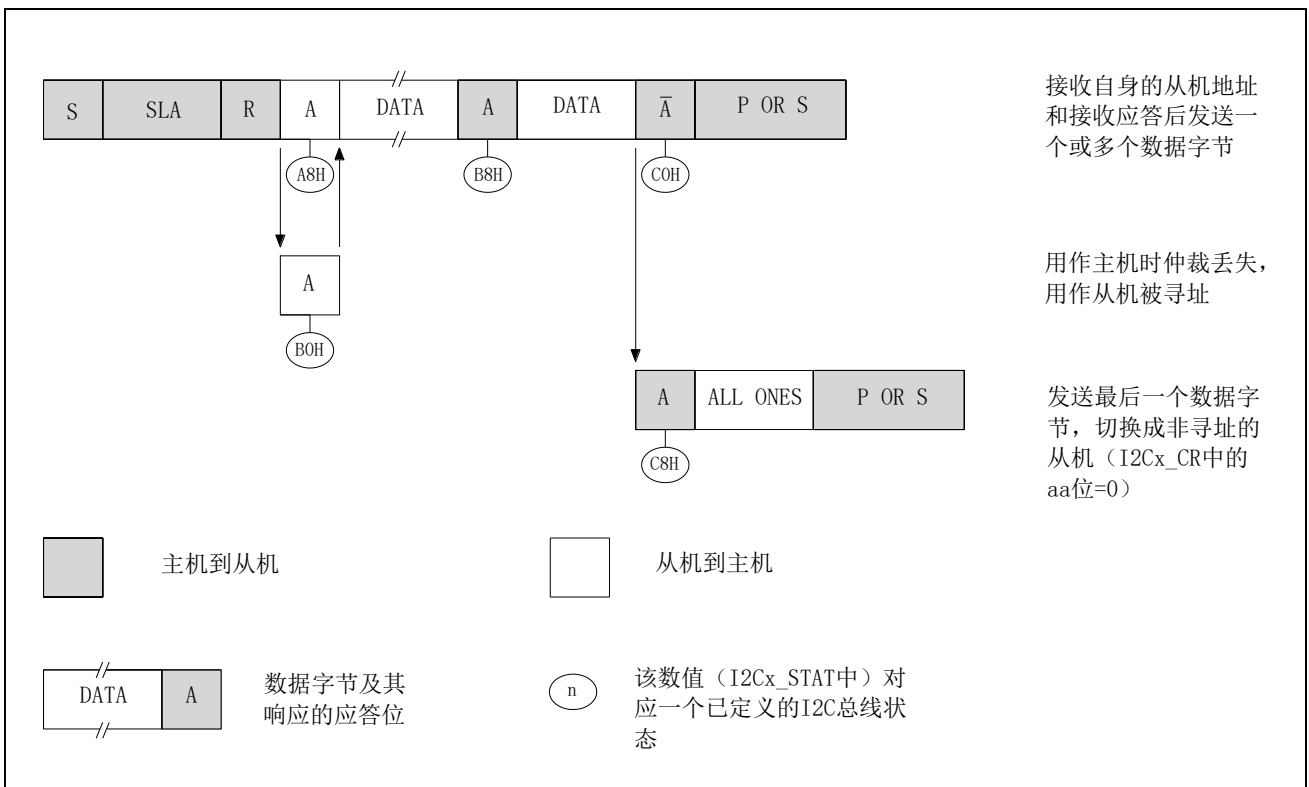 S SLA R A DATA A DATA A̅ P OR S
接收自身的从机地址
和接收应答后发送一
个或多个数据字节
A8H B8H C0H
A
B0H
用作主机时仲裁丢失，
用作从机被寻址
A ALL ONES P OR S
C8H
发送最后一个数据字
节，切换成非寻址的
从机（I2Cx_CR中的
aa位=0）
主机到从机
从机到主机
DATA A
数据字节及其
响应的应答位
n
该数值（I2Cx_STAT中）对
应一个已定义的I2C总线状
态